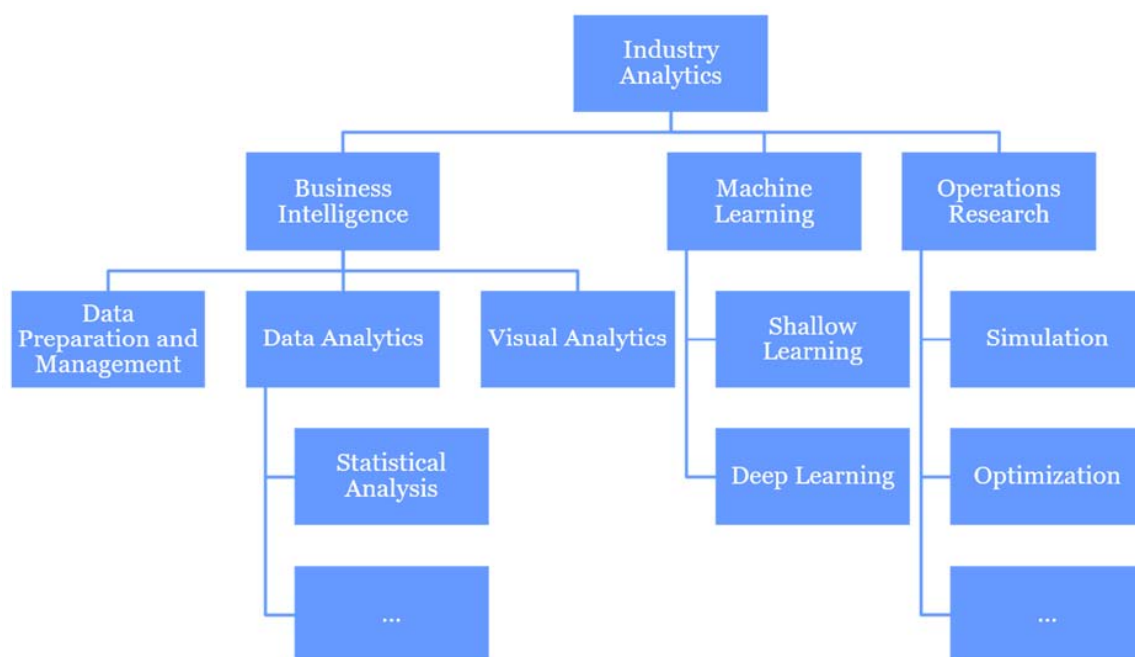 Industry
Analytics
Business
Intelligence
Machine
Learning
Operations
Research
Data
Preparation and
Management
Data Analytics
Visual Analytics
Shallow
Learning
Simulation
Statistical
Analysis
Deep Learning
Optimization
...
...